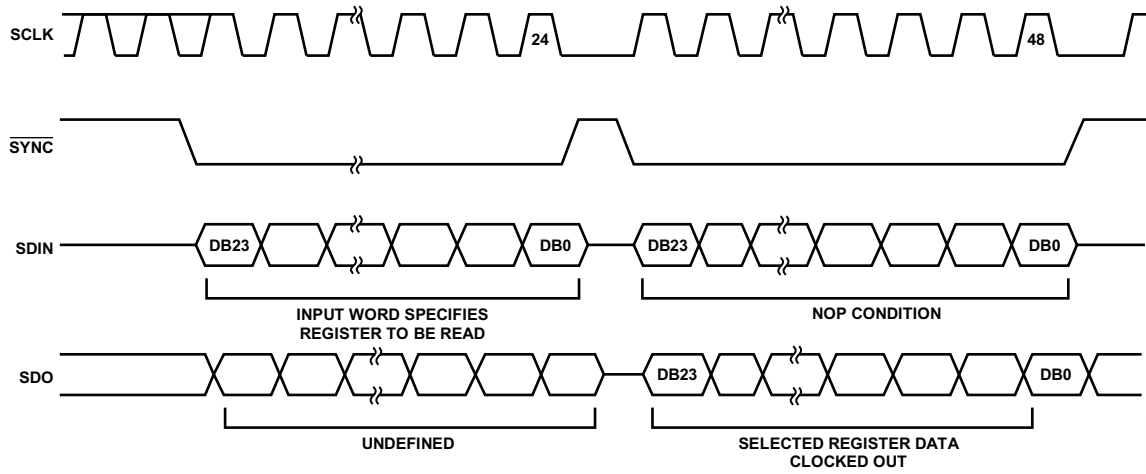 SCLK
24
48
SYNC
SDIN
DB23
DB0
DB23
DB0
INPUT WORD SPECIFIES
REGISTER TO BE READ
NOP CONDITION
SDO
DB23
DB0
UNDEFINED
SELECTED REGISTER DATA
CLOCKED OUT